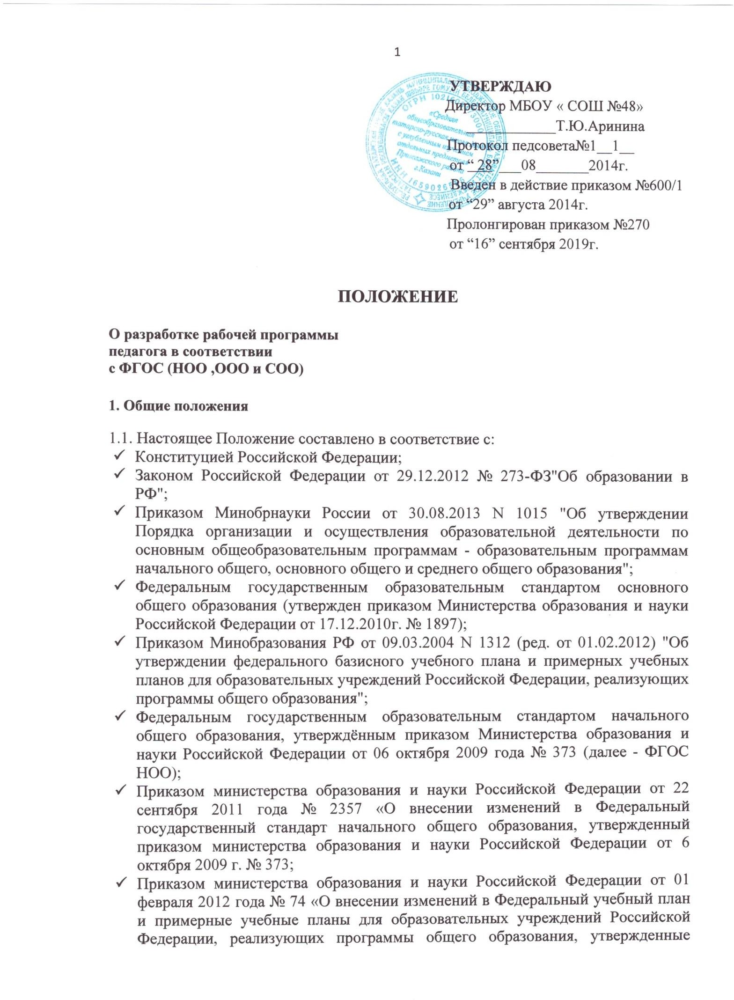 1
УТВЕРЖДАЮ
Директор МБОУ « СОШ №48»
____________Т.Ю.Аринина
Протокол педсовета№1__1__
от “_28”___08_______2014г.
Введен в действие приказом №600/1
от “29” августа 2014г.
Пролонгирован приказом №270
от “16” сентября 2019г.
«Средняя
общеобразовательная
татарско-русская школа
с углубленным изучением
отдельных предметов»
Приволжского района
г.Казани
ПОЛОЖЕНИЕ
О разработке рабочей программы
педагога в соответствии
с ФГОС (НОО ,ООО и СОО)
1. Общие положения
1.1. Настоящее Положение составлено в соответствие с:
✓ Конституцией Российской Федерации;
✓ Законом Российской Федерации от 29.12.2012 № 273-ФЗ"Об образовании в
РФ";
✓ Приказом Минобрнауки России от 30.08.2013 N 1015 "Об утверждении
Порядка организации и осуществления образовательной деятельности по
основным общеобразовательным программам - образовательным программам
начального общего, основного общего и среднего общего образования";
✓ Федеральным государственным образовательным стандартом основного
общего образования (утвержден приказом Министерства образования и науки
Российской Федерации от 17.12.2010г. № 1897);
✓ Приказом Минобразования РФ от 09.03.2004 N 1312 (ред. от 01.02.2012) "Об
утверждении федерального базисного учебного плана и примерных учебных
планов для образовательных учреждений Российской Федерации, реализующих
программы общего образования";
✓ Федеральным государственным образовательным стандартом начального
общего образования, утверждённым приказом Министерства образования и
науки Российской Федерации от 06 октября 2009 года № 373 (далее - ФГОС
НОО);
✓ Приказом министерства образования и науки Российской Федерации от 22
сентября 2011 года № 2357 «О внесении изменений в Федеральный
государственный стандарт начального общего образования, утвержденный
приказом министерства образования и науки Российской Федерации от 6
октября 2009 г. № 373;
✓ Приказом министерства образования и науки Российской Федерации от 01
февраля 2012 года № 74 «О внесении изменений в Федеральный учебный план
и примерные учебные планы для образовательных учреждений Российской
Федерации, реализующих программы общего образования, утвержденные